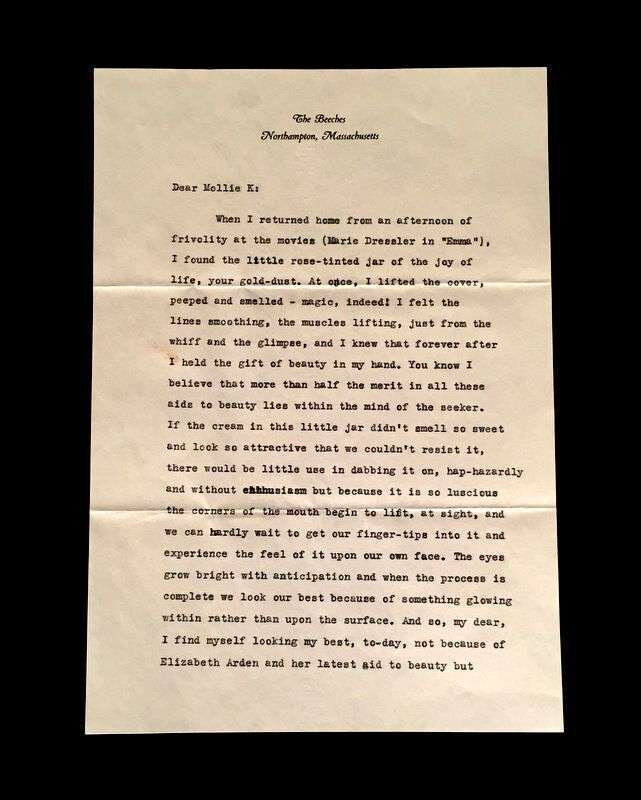 The Beeches
Northampton, Massachusetts
Dear Mollie K:
When I returned home from an afternoon of
frivolity at the movies (Marie Dressler in "Emma"),
I found the little rose-tinted jar of the joy of
life, your gold-dust. At once, I lifted the cover,
peeped and smelled - magic, indeed! I felt the
lines smoothing, the muscles lifting, just from the
whiff and the glimpse, and I knew that forever after
I held the gift of beauty in my hand. You know I
believe that more than half the merit in all these
aids to beauty lies within the mind of the seeker.
If the cream in this little jar didn't smell so sweet
and look so attractive that we couldn't resist it,
there would be little use in dabbing it on, hap-hazardly
and without enthusiasm but because it is so luscious
the corners of the mouth begin to lift, at sight, and
we can hardly wait to get our finger-tips into it and
experience the feel of it upon our own face. The eyes
grow bright with anticipation and when the process is
complete we look our best because of something glowing
within rather than upon the surface. And so, my dear,
I find myself looking my best, to-day, not because of
Elizabeth Arden and her latest aid to beauty but